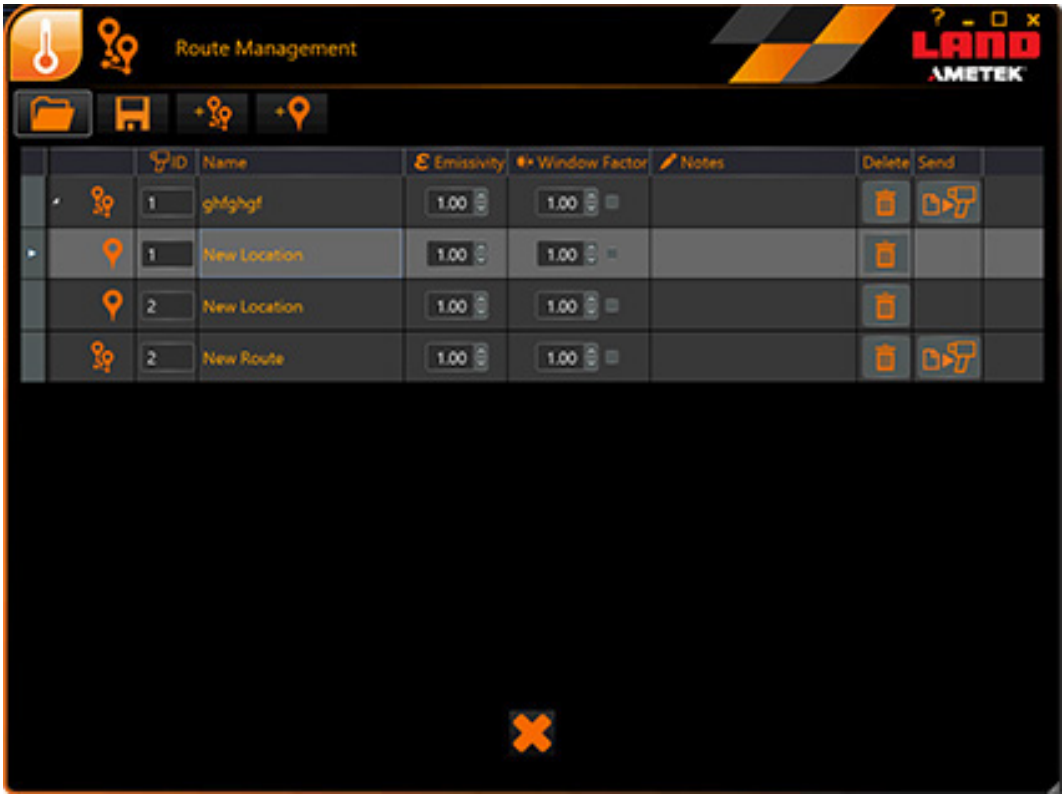 Route Management
? 
LAND
AMETEK
ID Name Emissivity Window Factor Notes Delete Send
1 ghfghgf 1.00 1.00
1 New Location 1.00 1.00
2 New Location 1.00 1.00
2 New Route 1.00 1.00